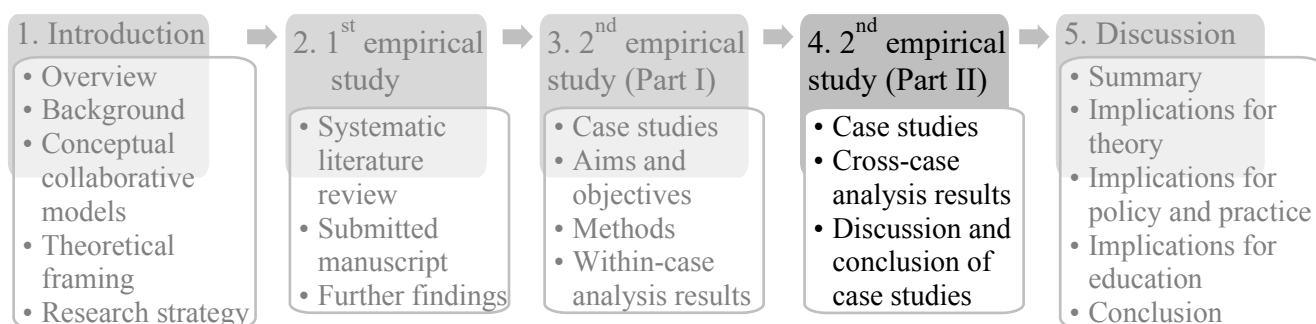 1. Introduction
• Overview
• Background
• Conceptual
collaborative
models
• Theoretical
framing
• Research strategy
2. 1st empirical
study
• Systematic
literature
review
• Submitted
manuscript
• Further findings
3. 2nd empirical
study (Part I)
• Case studies
• Aims and
objectives
• Methods
• Within-case
analysis results
4. 2nd empirical
study (Part II)
• Case studies
• Cross-case
analysis results
• Discussion and
conclusion of
case studies
5. Discussion
• Summary
• Implications for
theory
• Implications for
policy and practice
• Implications for
education
• Conclusion